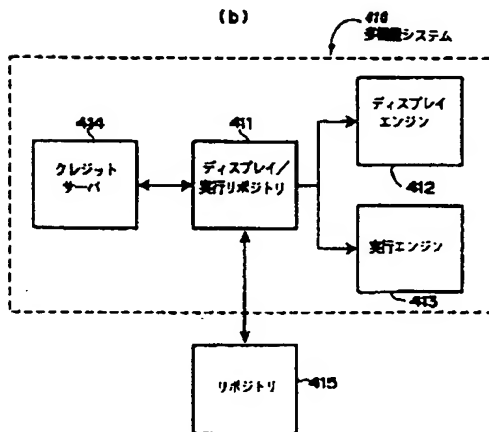 (b)
416
多機能システム
414
クレジット
サーバ
411
ディスプレイ/
実行リポジトリ
ディスプレイ
エンジン
412
実行エンジン
413
リポジトリ
415